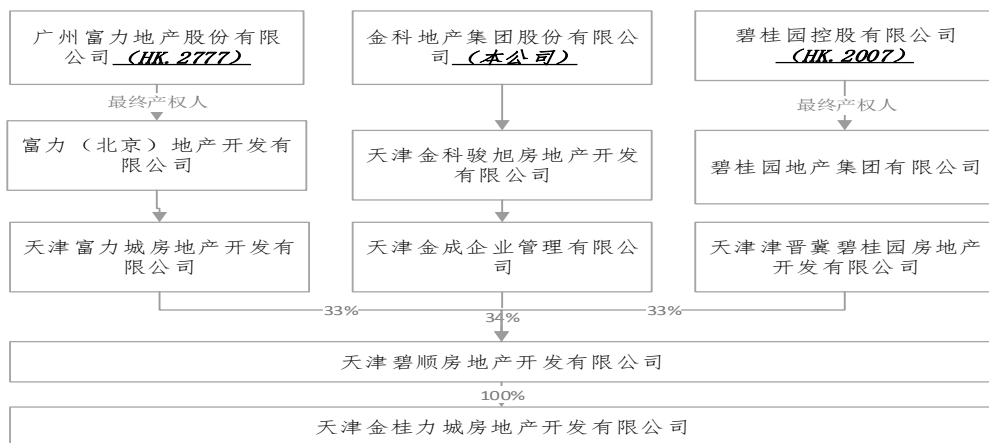 广州富力地产股份有限
公司（HK.2777）
金科地产集团股份有限公
司（本公司）
碧桂园控股有限公司
（HK.2007）
最终产权人
最终产权人
富力（北京）地产开发有
限公司
天津金科骏旭房地产开发
有限公司
碧桂园地产集团有限公司
天津富力城房地产开发有
限公司
天津金成企业管理有限公
司
天津津晋冀碧桂园房地产
开发有限公司
33%
34%
33%
天津碧顺房地产开发有限公司
100%
天津金桂力城房地产开发有限公司